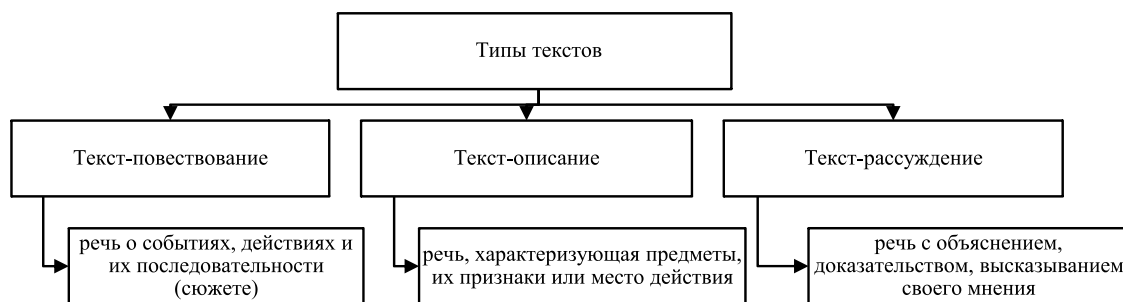 Типы текстов
Текст-повествование
Текст-описание
Текст-рассуждение
речь о событиях, действиях и
их последовательности
(сюжете)
речь, характеризующая предметы,
их признаки или место действия
речь с объяснением,
доказательством, высказыванием
своего мнения